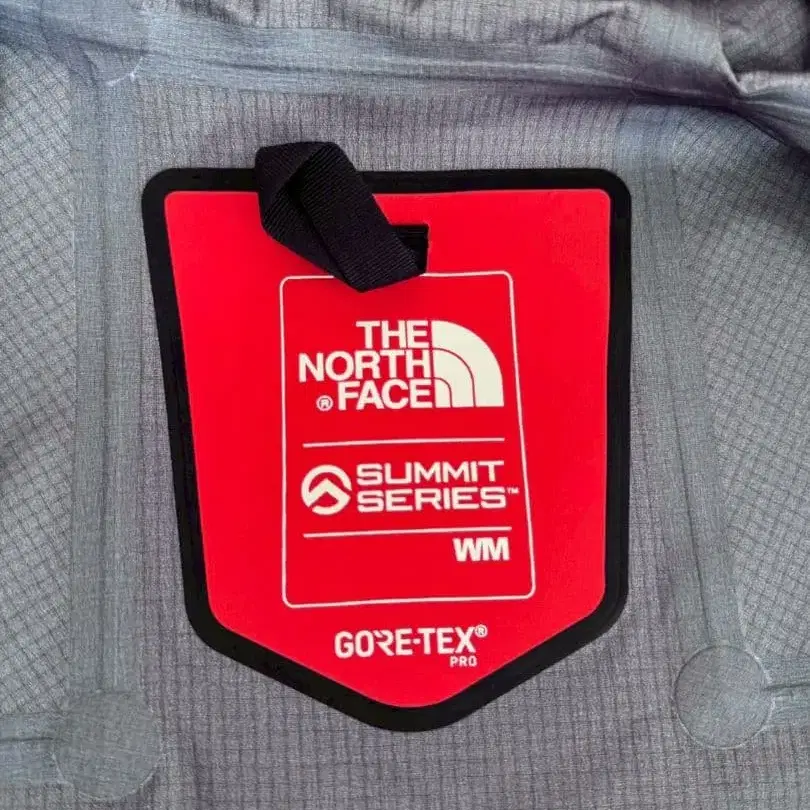 THE
NORTH
® FACE
SUMMIT
SERIES™
WM
GORE-TEX®
PRO